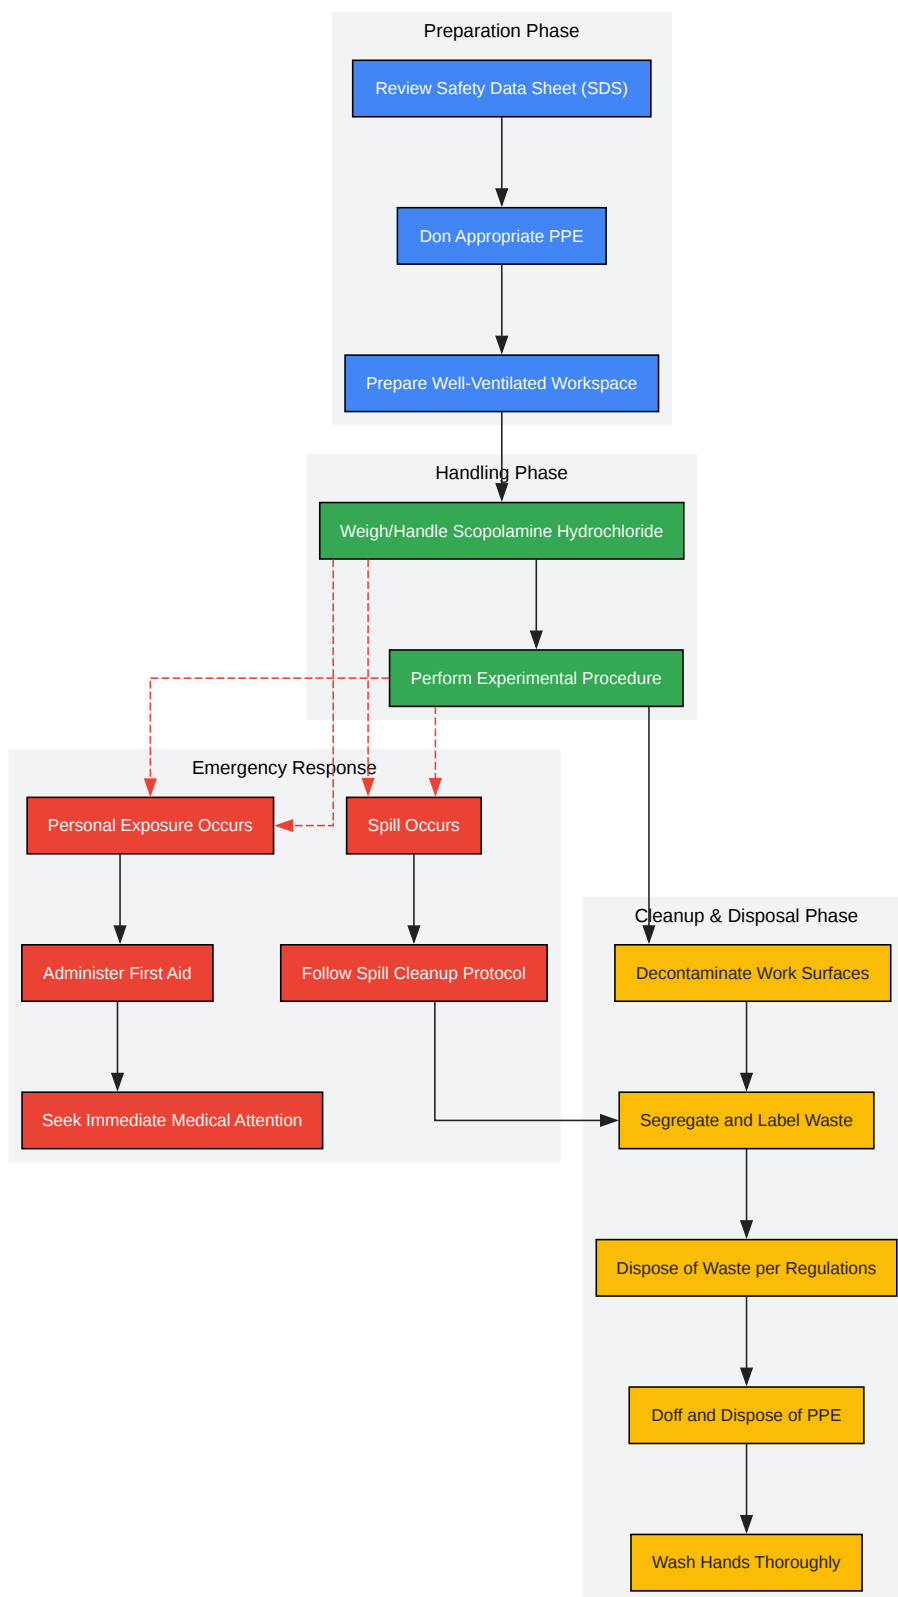 Preparation Phase
Review Safety Data Sheet (SDS)
Don Appropriate PPE
Prepare Well-Ventilated Workspace
Handling Phase
Weigh/Handle Scopolamine Hydrochloride
Perform Experimental Procedure
Emergency Response
Personal Exposure Occurs
Spill Occurs
Administer First Aid
Follow Spill Cleanup Protocol
Seek Immediate Medical Attention
Cleanup & Disposal Phase
Decontaminate Work Surfaces
Segregate and Label Waste
Dispose of Waste per Regulations
Doff and Dispose of PPE
Wash Hands Thoroughly